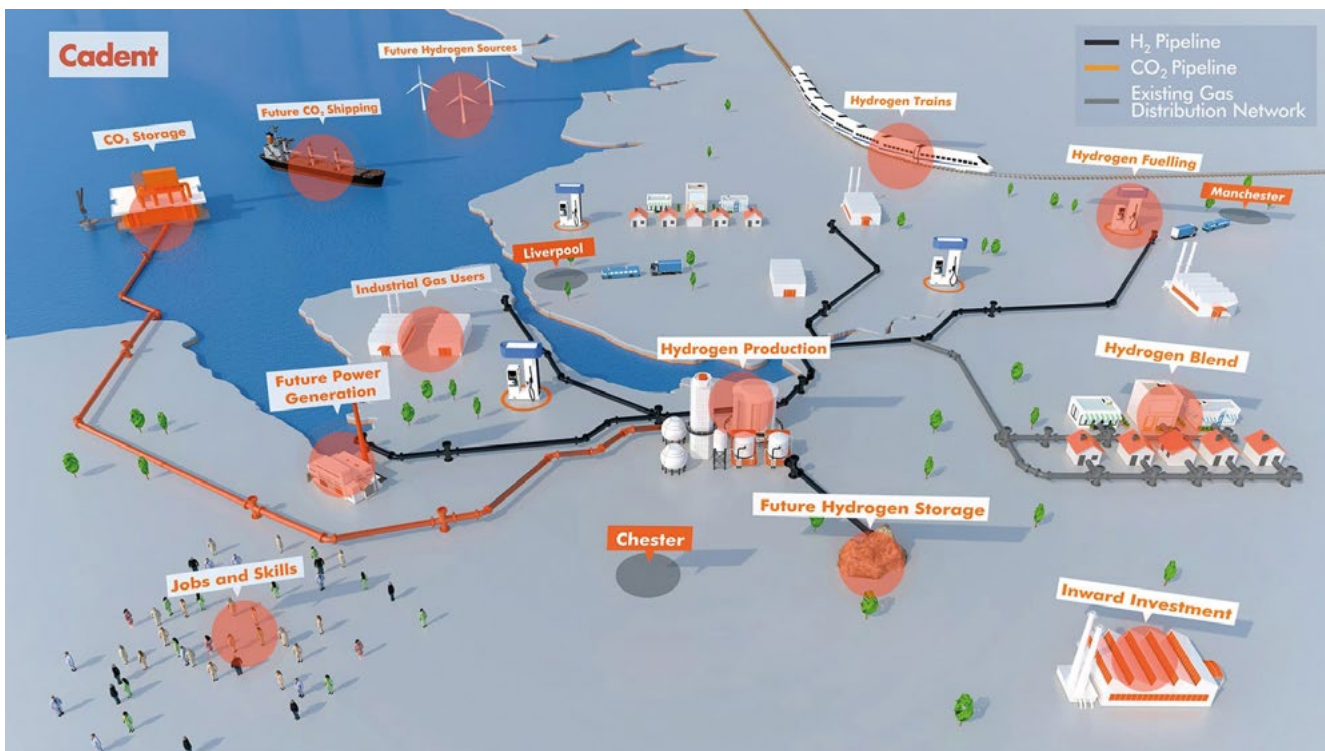 Cadent
Future Hydrogen Sources
H₂ Pipeline
CO₂ Pipeline
Existing Gas
Distribution Network
Future CO₂ Shipping
CO₂ Storage
Hydrogen Trains
Hydrogen Fuelling
Manchester
Liverpool
Industrial Gas Users
Hydrogen Production
Hydrogen Blend
Future Power
Generation
Future Hydrogen Storage
Chester
Jobs and Skills
Inward Investment